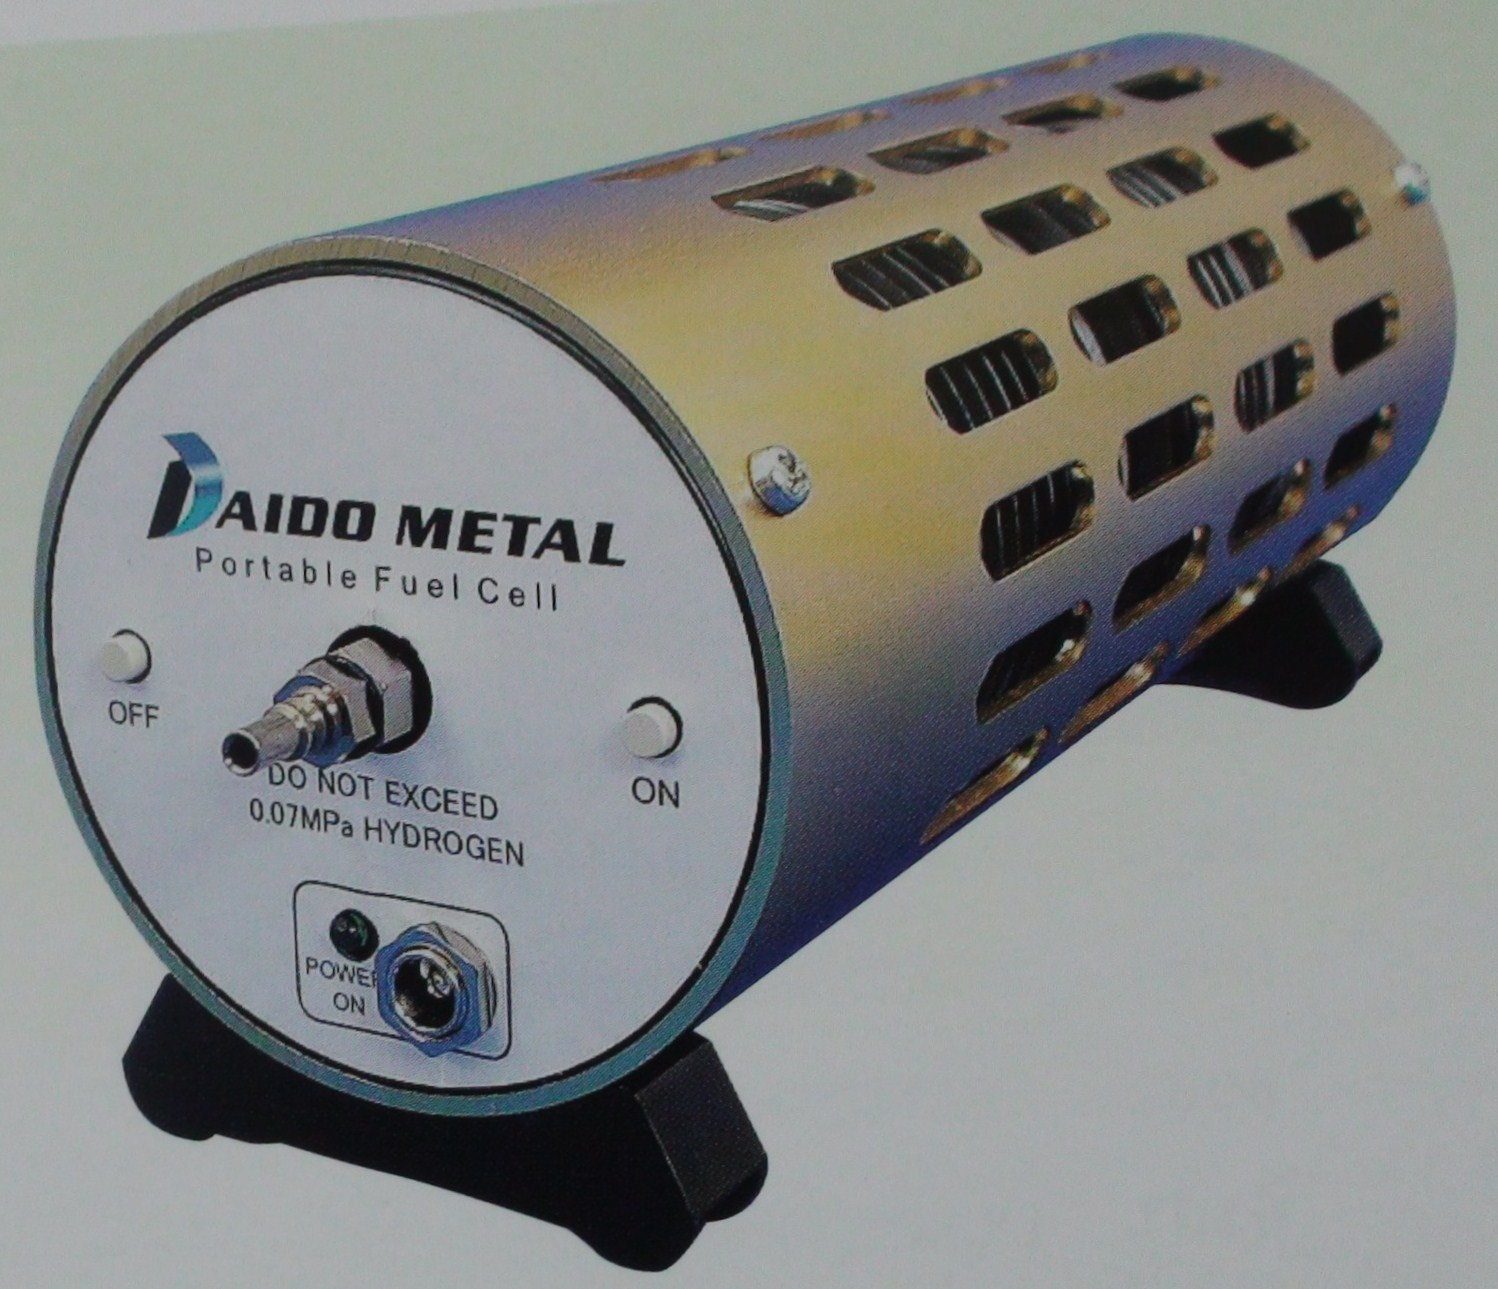 DAIDO METAL
Portable Fuel Cell
OFF
ON
DO NOT EXCEED
0.07MPa HYDROGEN
POWER
ON